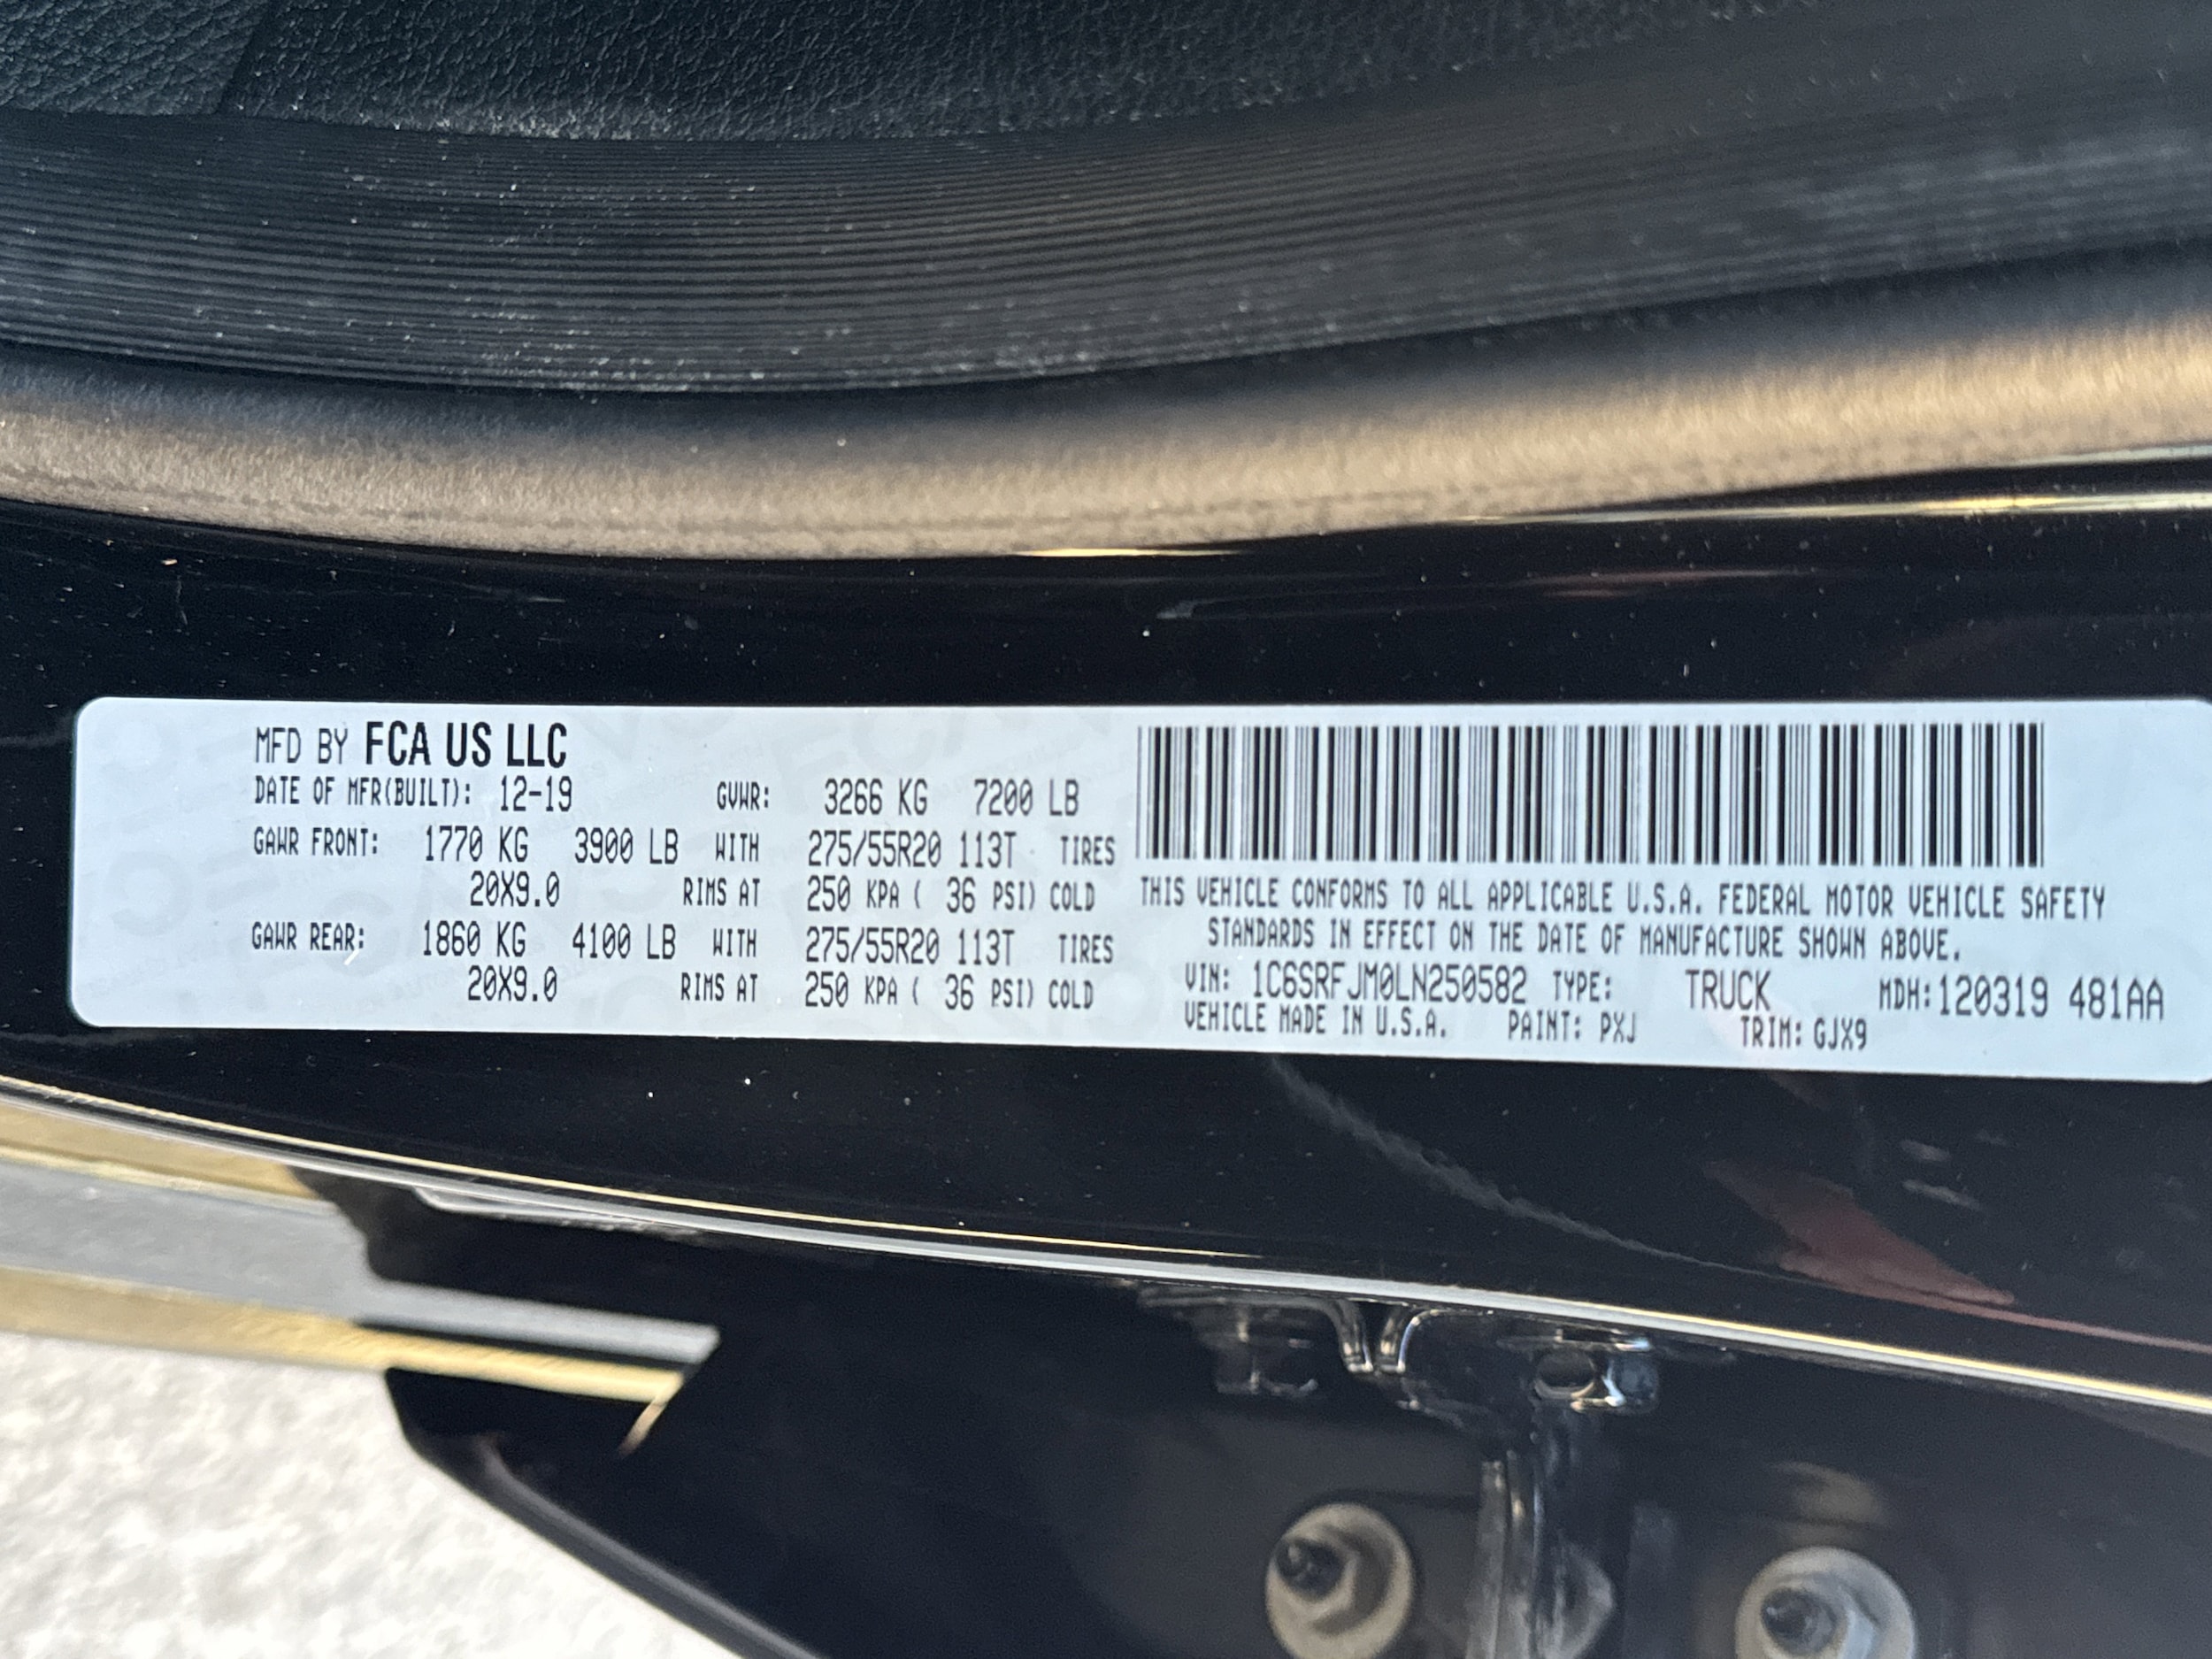 MFD BY FCA US LLC
DATE OF MFR(BUILT): 12-19 GVWR: 3266 KG 7200 LB
GAWR FRONT: 1770 KG 3900 LB WITH 275/55R20 113T TIRES
20X9.0 RIMS AT 250 KPA ( 36 PSI) COLD
GAWR REAR: 1860 KG 4100 LB WITH 275/55R20 113T TIRES
20X9.0 RIMS AT 250 KPA ( 36 PSI) COLD
THIS VEHICLE CONFORMS TO ALL APPLICABLE U.S.A. FEDERAL MOTOR VEHICLE SAFETY
STANDARDS IN EFFECT ON THE DATE OF MANUFACTURE SHOWN ABOVE.
VIN: 1C6SRFJM0LN250582 TYPE: TRUCK MDH:120319 481AA
VEHICLE MADE IN U.S.A. PAINT: PXJ TRIM: GJX9